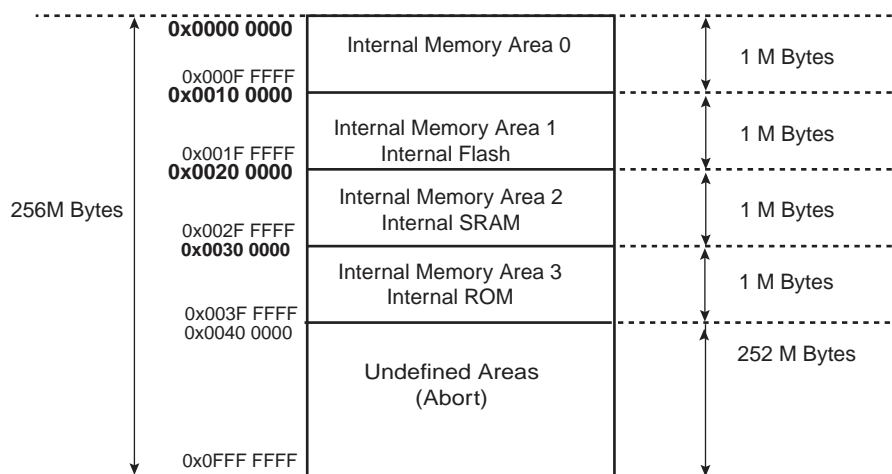 0x0000 0000
Internal Memory Area 0
1 M Bytes
0x000F FFFF
0x0010 0000
Internal Memory Area 1
Internal Flash
1 M Bytes
0x001F FFFF
0x0020 0000
256M Bytes
Internal Memory Area 2
Internal SRAM
1 M Bytes
0x002F FFFF
0x0030 0000
Internal Memory Area 3
Internal ROM
1 M Bytes
0x003F FFFF
0x0040 0000
252 M Bytes
Undefined Areas
(Abort)
0x0FFF FFFF